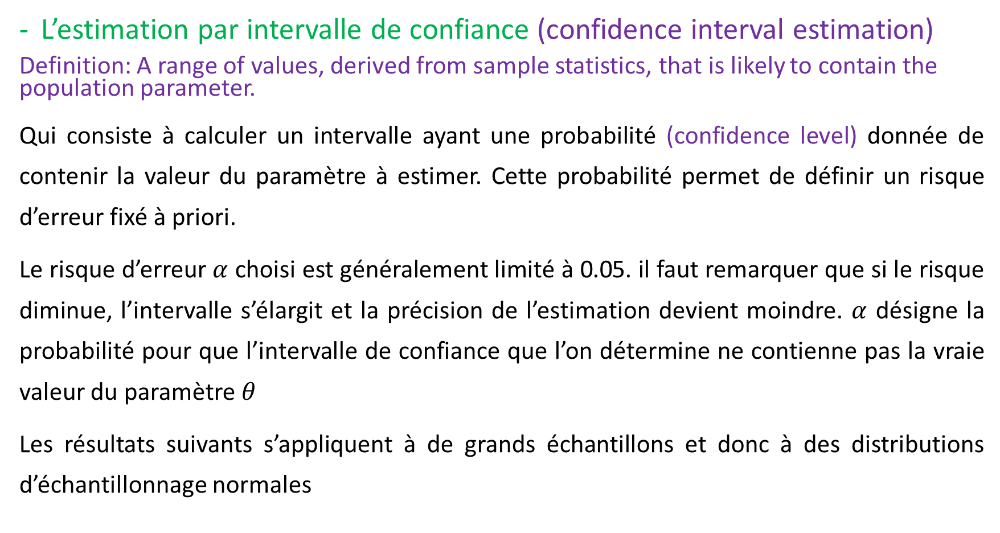 - L’estimation par intervalle de confiance (confidence interval estimation)
Definition: A range of values, derived from sample statistics, that is likely to contain the
population parameter.
Qui consiste à calculer un intervalle ayant une probabilité (confidence level) donnée de
contenir la valeur du paramètre à estimer. Cette probabilité permet de définir un risque
d’erreur fixé à priori.
Le risque d’erreur 𝛼 choisi est généralement limité à 0.05. il faut remarquer que si le risque
diminue, l’intervalle s’élargit et la précision de l’estimation devient moindre. 𝛼 désigne la
probabilité pour que l’intervalle de confiance que l’on détermine ne contienne pas la vraie
valeur du paramètre 𝜃
Les résultats suivants s’appliquent à de grands échantillons et donc à des distributions
d’échantillonnage normales